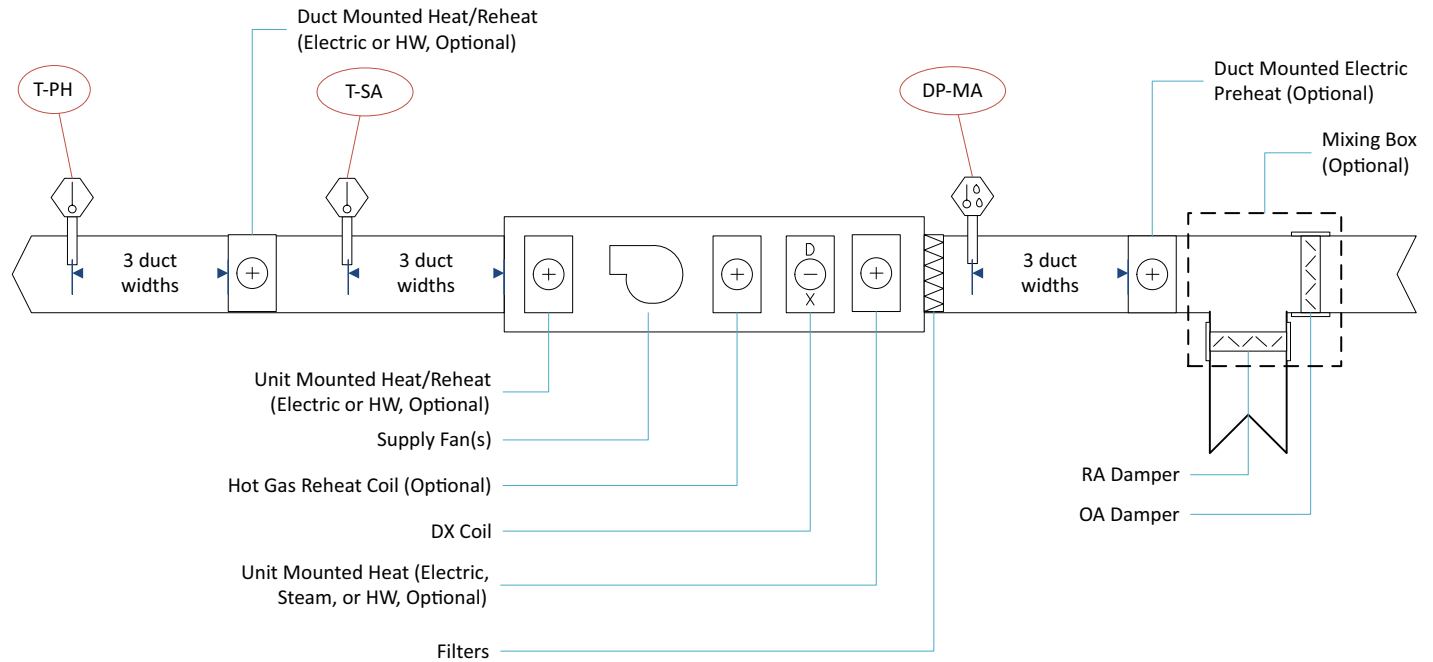 Duct Mounted Heat/Reheat
(Electric or HW, Optional)
T-PH
T-SA
DP-MA
Duct Mounted Electric
Preheat (Optional)
Mixing Box
(Optional)
3 duct
widths
3 duct
widths
D
X
3 duct
widths
Unit Mounted Heat/Reheat
(Electric or HW, Optional)
Supply Fan(s)
Hot Gas Reheat Coil (Optional)
DX Coil
Unit Mounted Heat (Electric,
Steam, or HW, Optional)
Filters
RA Damper
OA Damper